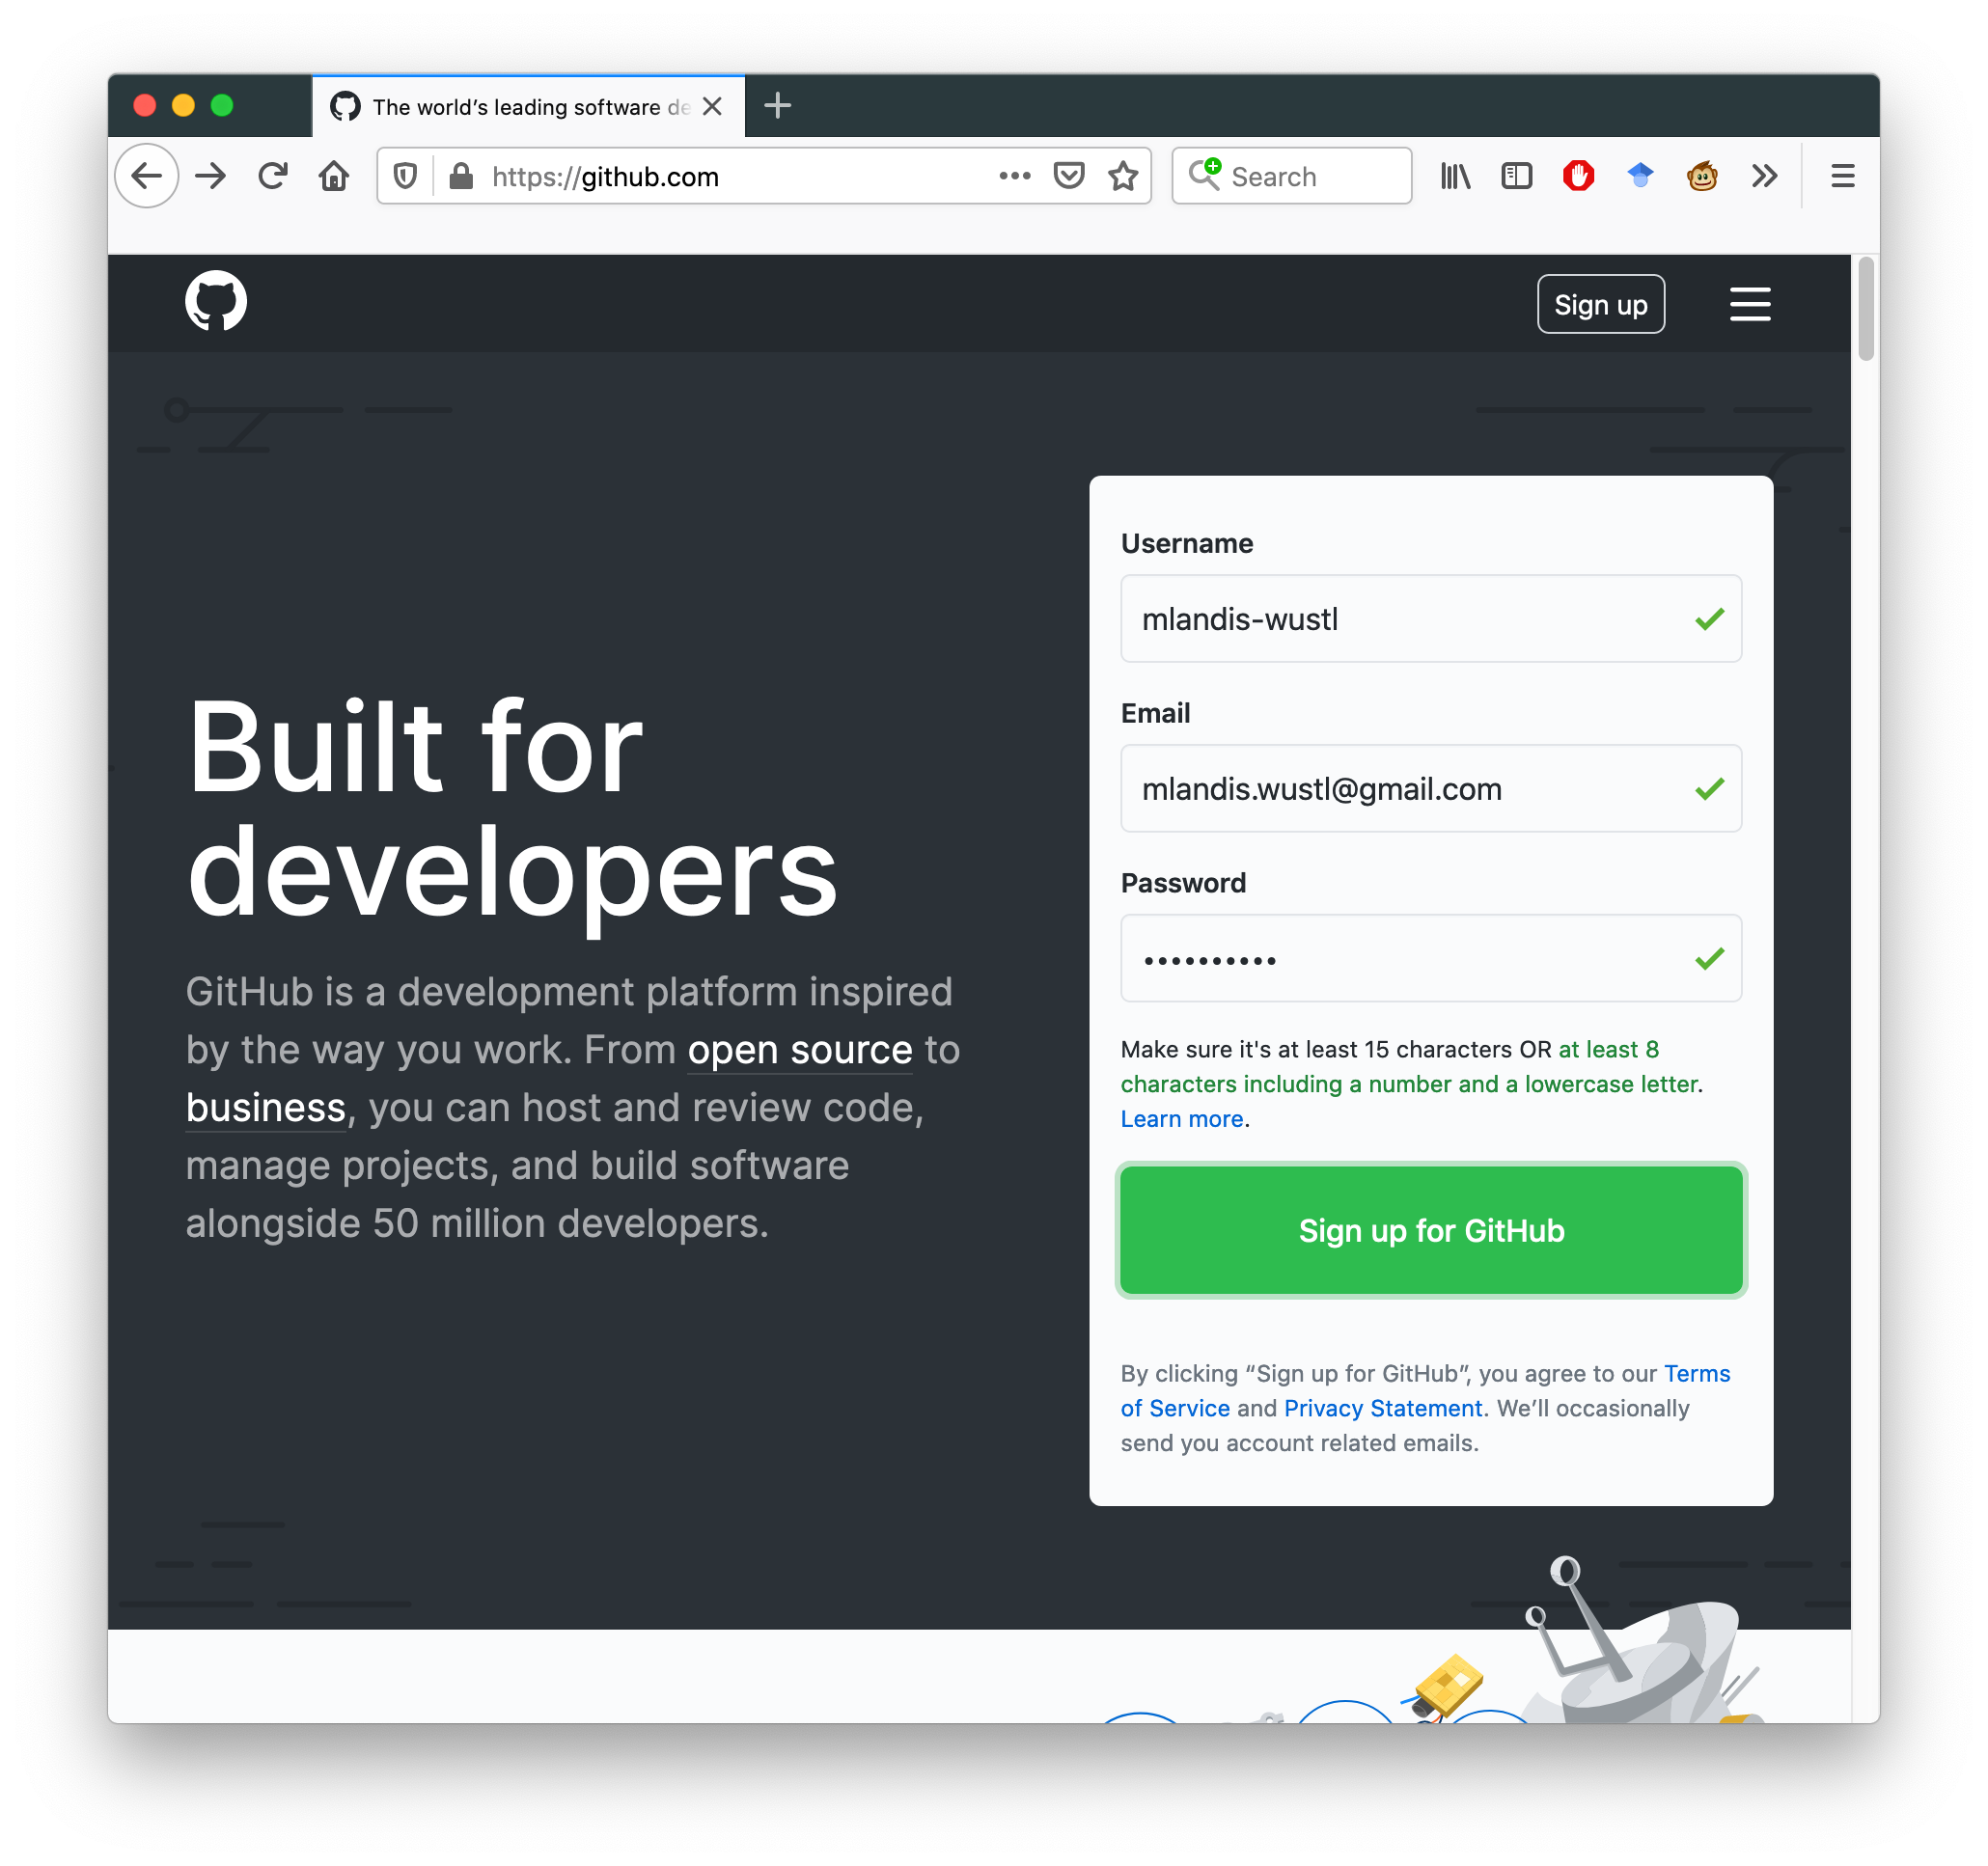 The world's leading software de
https://github.com
Search
Sign up
Built for
developers
GitHub is a development platform inspired
by the way you work. From open source to
business, you can host and review code,
manage projects, and build software
alongside 50 million developers.
Username
mlandis-wustl
Email
mlandis.wustl@gmail.com
Password
••••••••••
Make sure it's at least 15 characters OR at least 8
characters including a number and a lowercase letter.
Learn more.
Sign up for GitHub
By clicking “Sign up for GitHub”, you agree to our Terms
of Service and Privacy Statement. We’ll occasionally
send you account related emails.